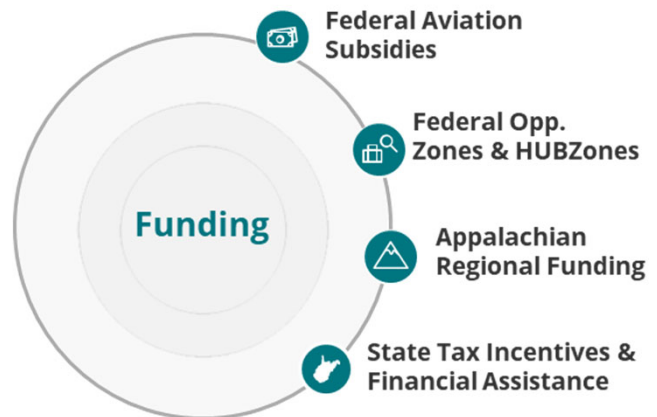 Federal Aviation
Subsidies
Federal Opp.
Zones & HUBZones
Funding
Appalachian
Regional Funding
State Tax Incentives &
Financial Assistance